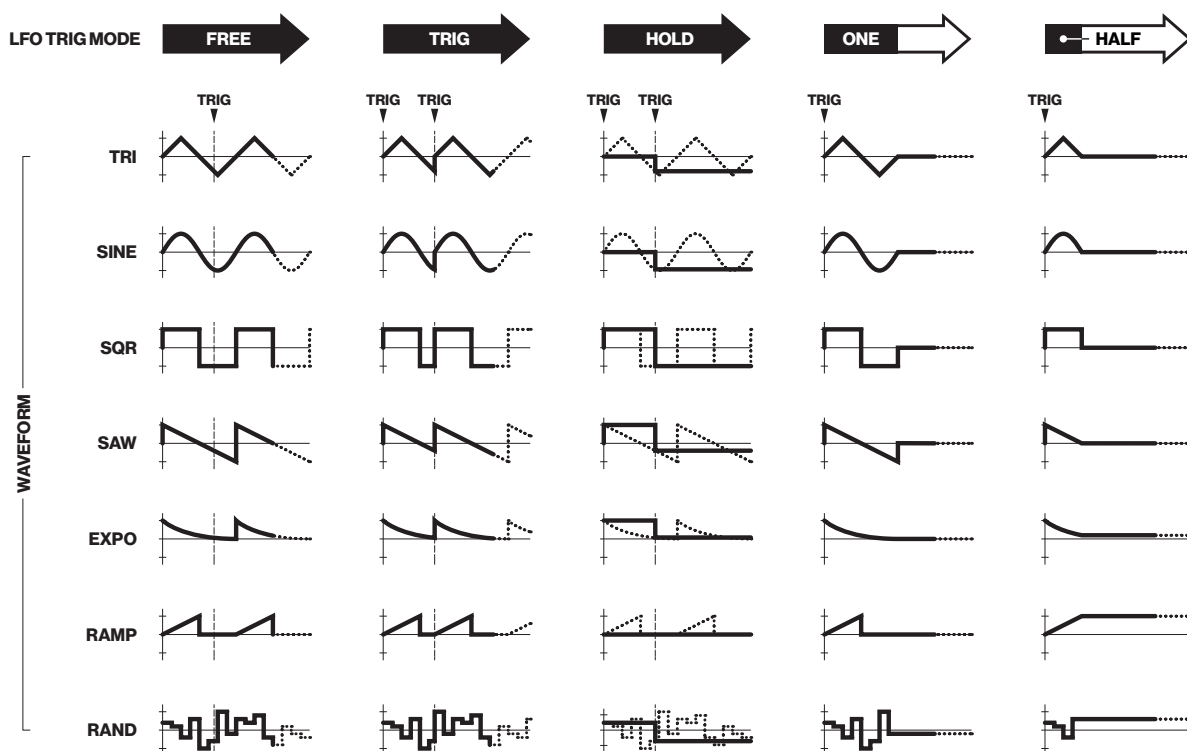 LFO TRIG MODE FREE TRIG HOLD ONE HALF
TRIG TRIG TRIG TRIG TRIG TRIG TRIG
TRI
SINE
SQR
SAW
EXPO
RAMP
RAND
WAVEFORM